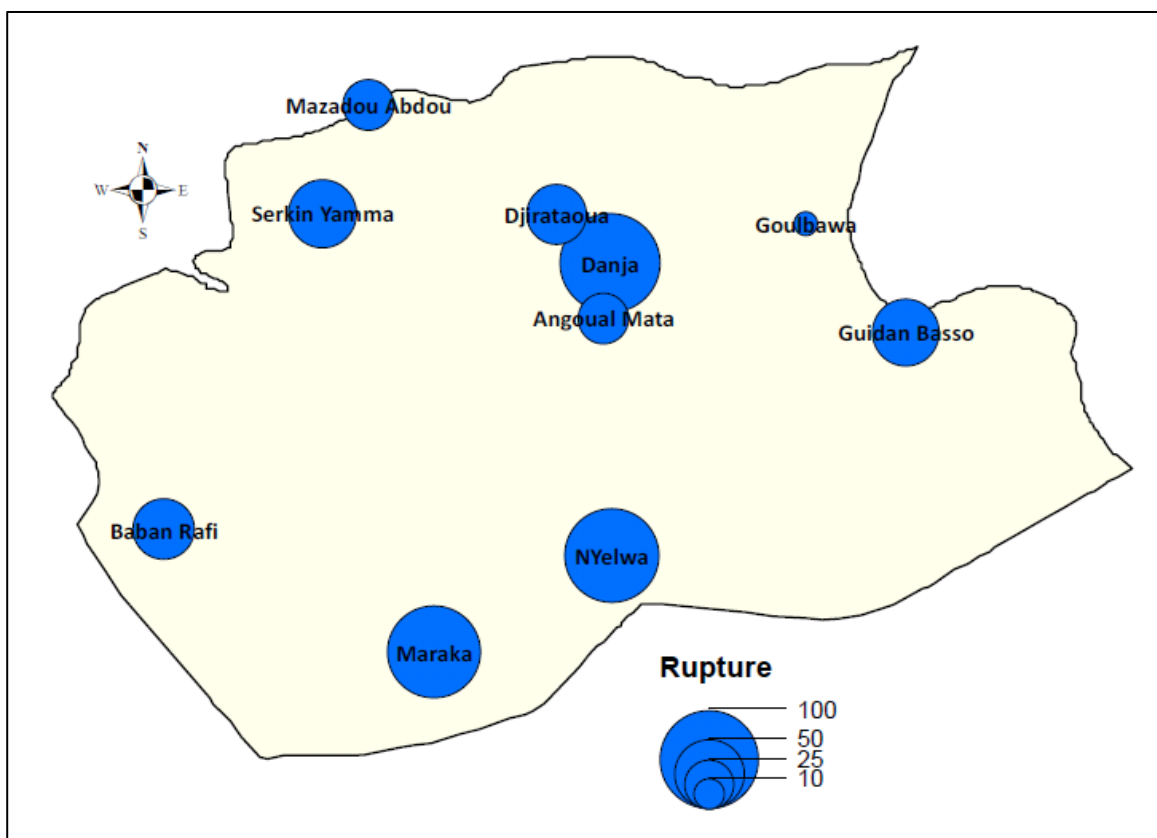 Mazadou Abdou
N
W E
S
Serkin Yamma
Djirataoua
Goulbawa
Danja
Angoual Mata
Guidan Basso
Baban Rafi
NYelwa
Maraka
Rupture
100
50
25
10